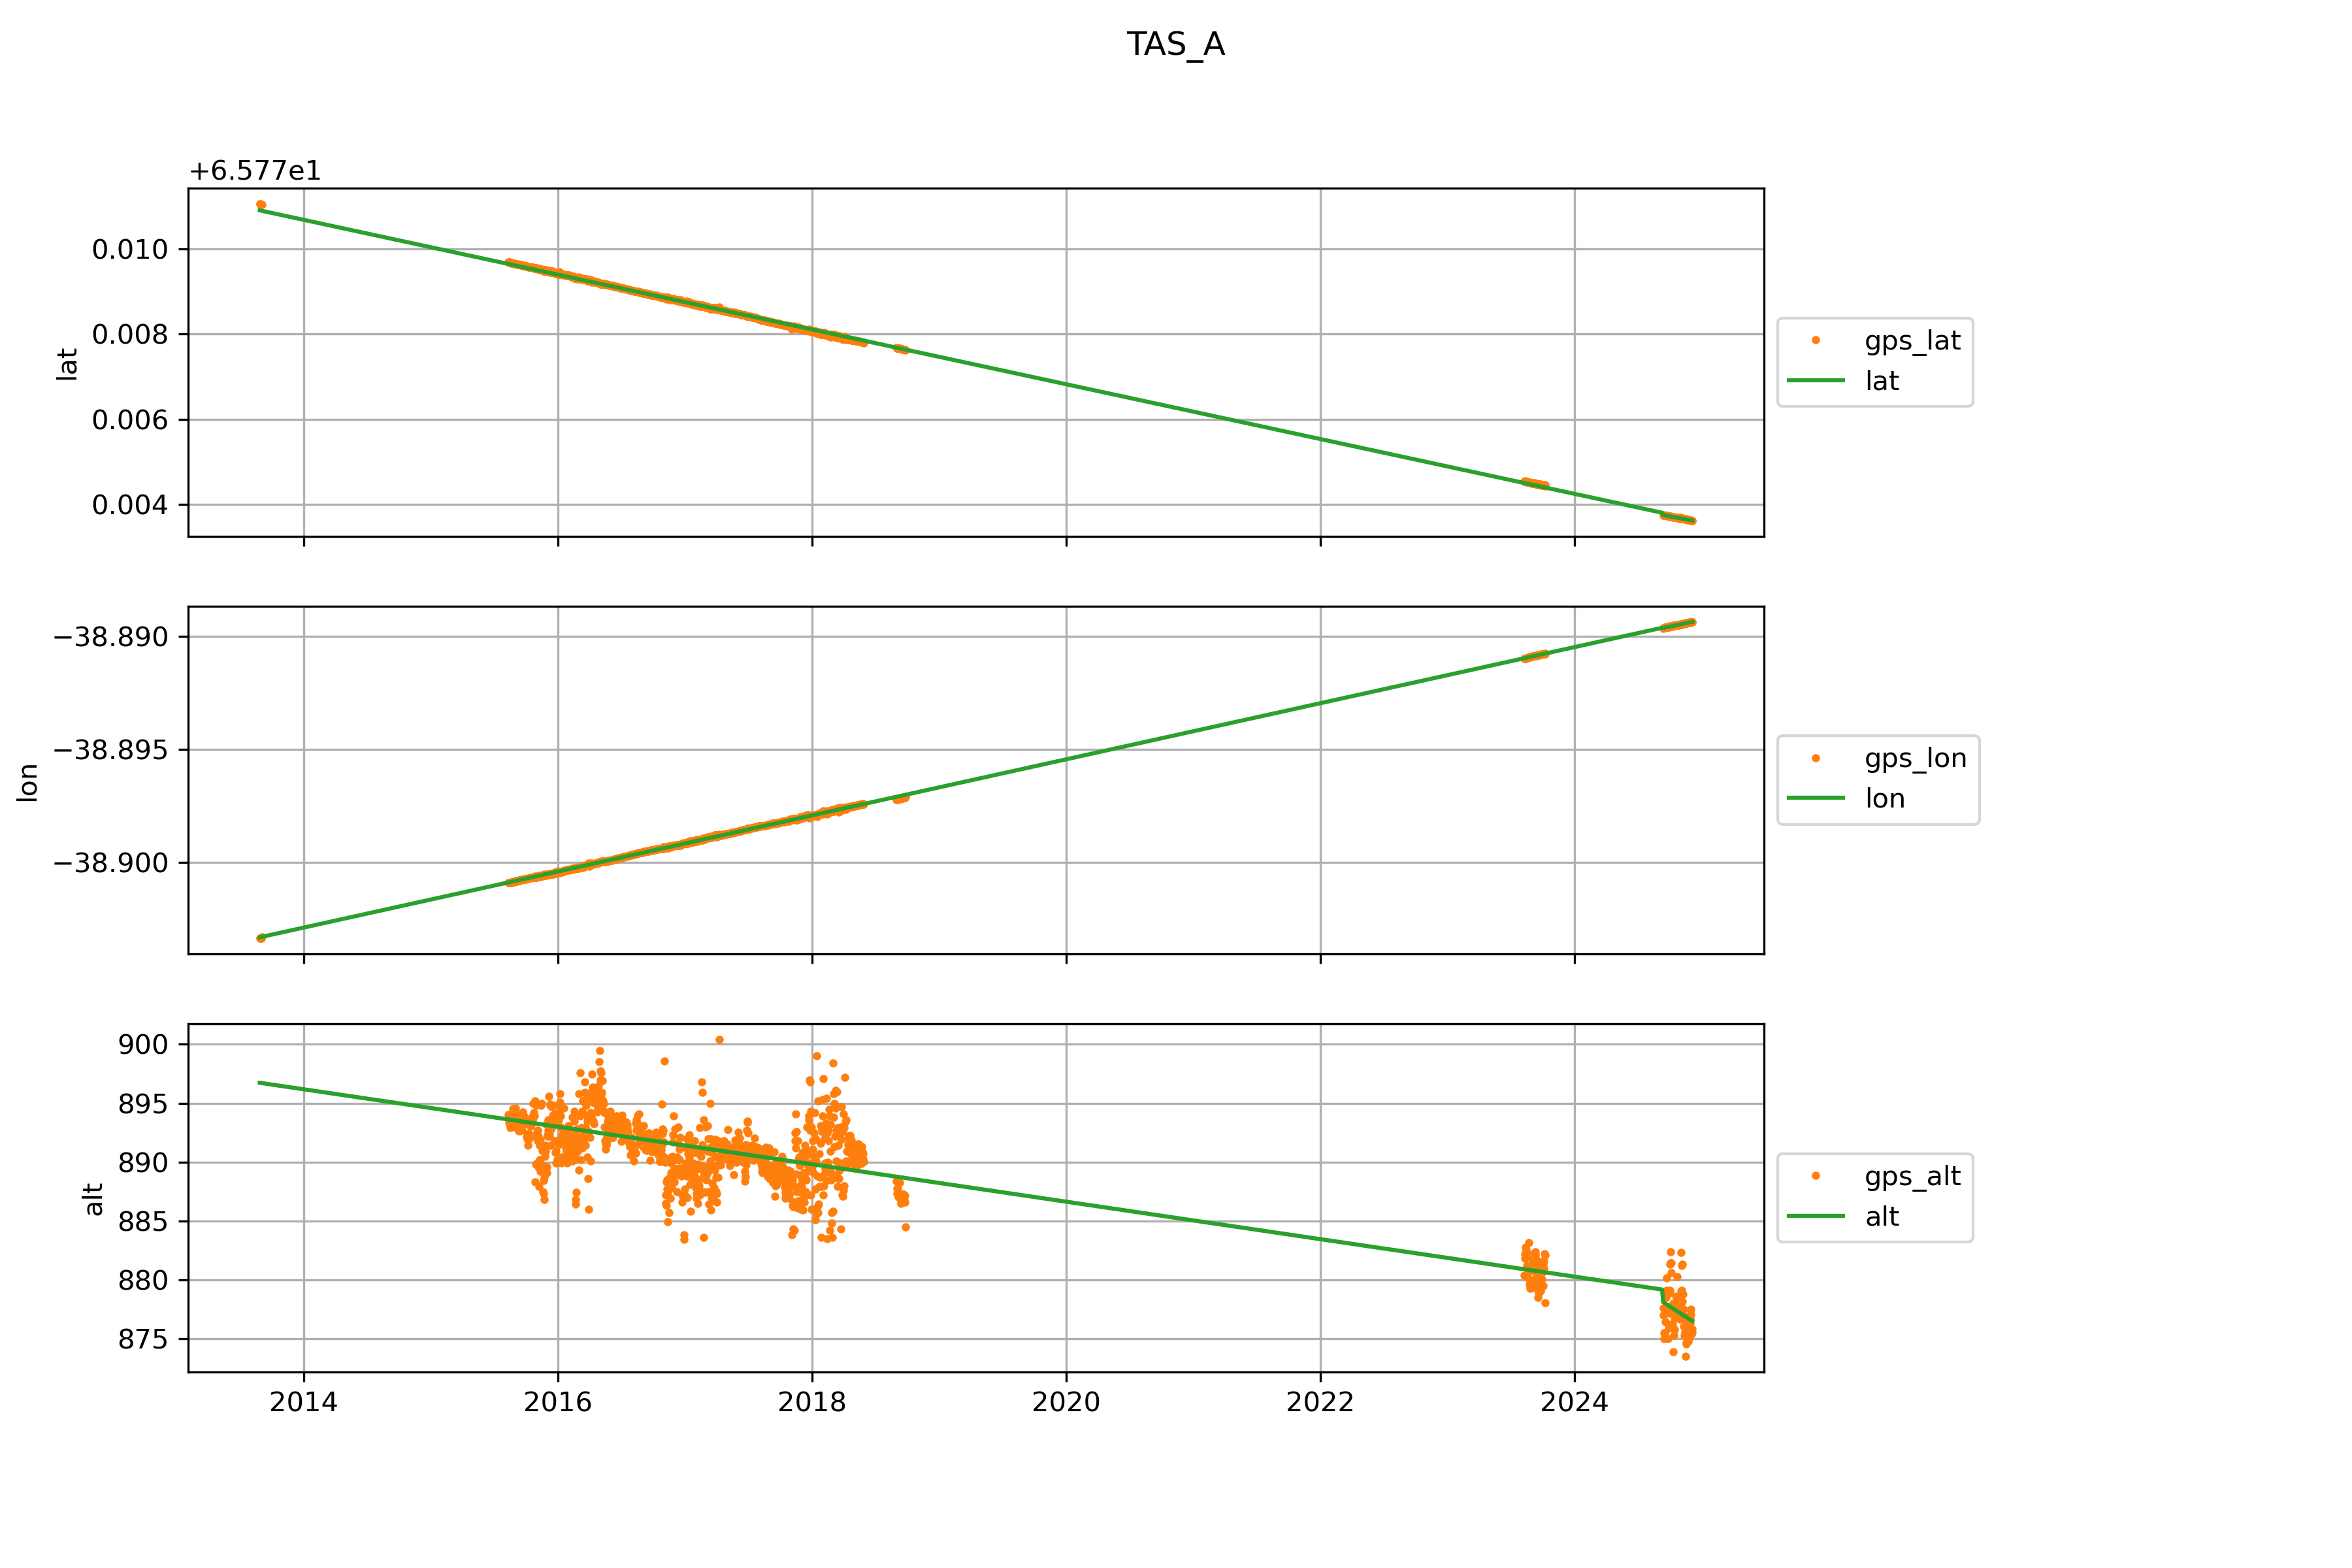 TAS_A
+6.577e1
0.010
0.008
0.006
0.004
lat
gps_lat
lat
−38.890
−38.895
−38.900
lon
gps_lon
lon
900
895
890
885
880
875
alt
gps_alt
alt
2014 2016 2018 2020 2022 2024